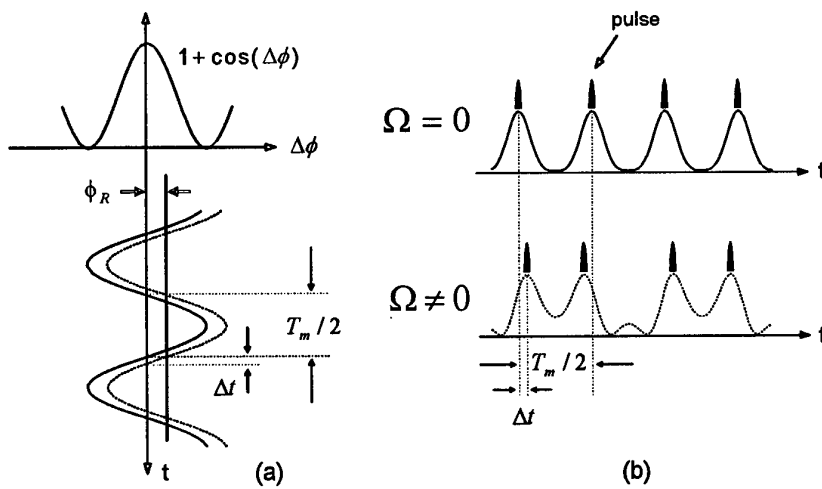 1 + cos(Δϕ)
Δϕ
ϕ_R
T_m / 2
Δt
t
(a)
pulse
Ω = 0
t
Ω ≠ 0
t
T_m / 2
Δt
(b)